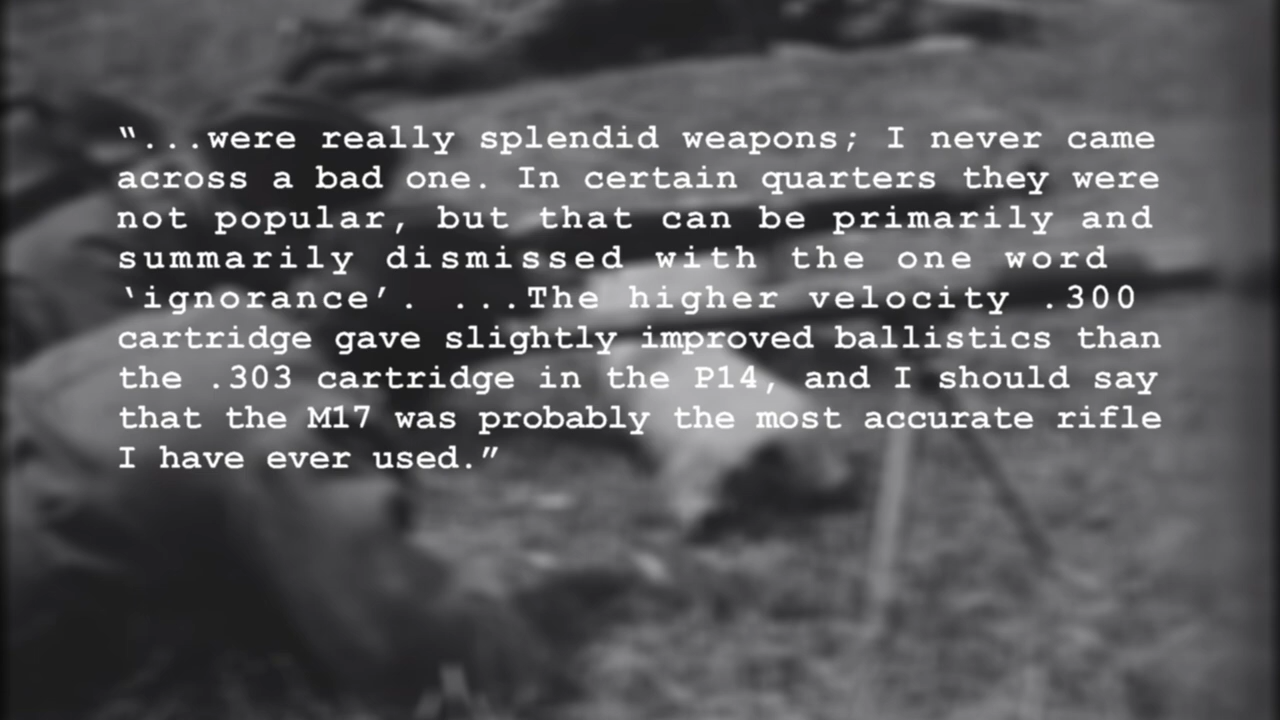 “...were really splendid weapons; I never came
across a bad one. In certain quarters they were
not popular, but that can be primarily and
summarily dismissed with the one word
‘ignorance’. ...The higher velocity .300
cartridge gave slightly improved ballistics than
the .303 cartridge in the P14, and I should say
that the M17 was probably the most accurate rifle
I have ever used.”